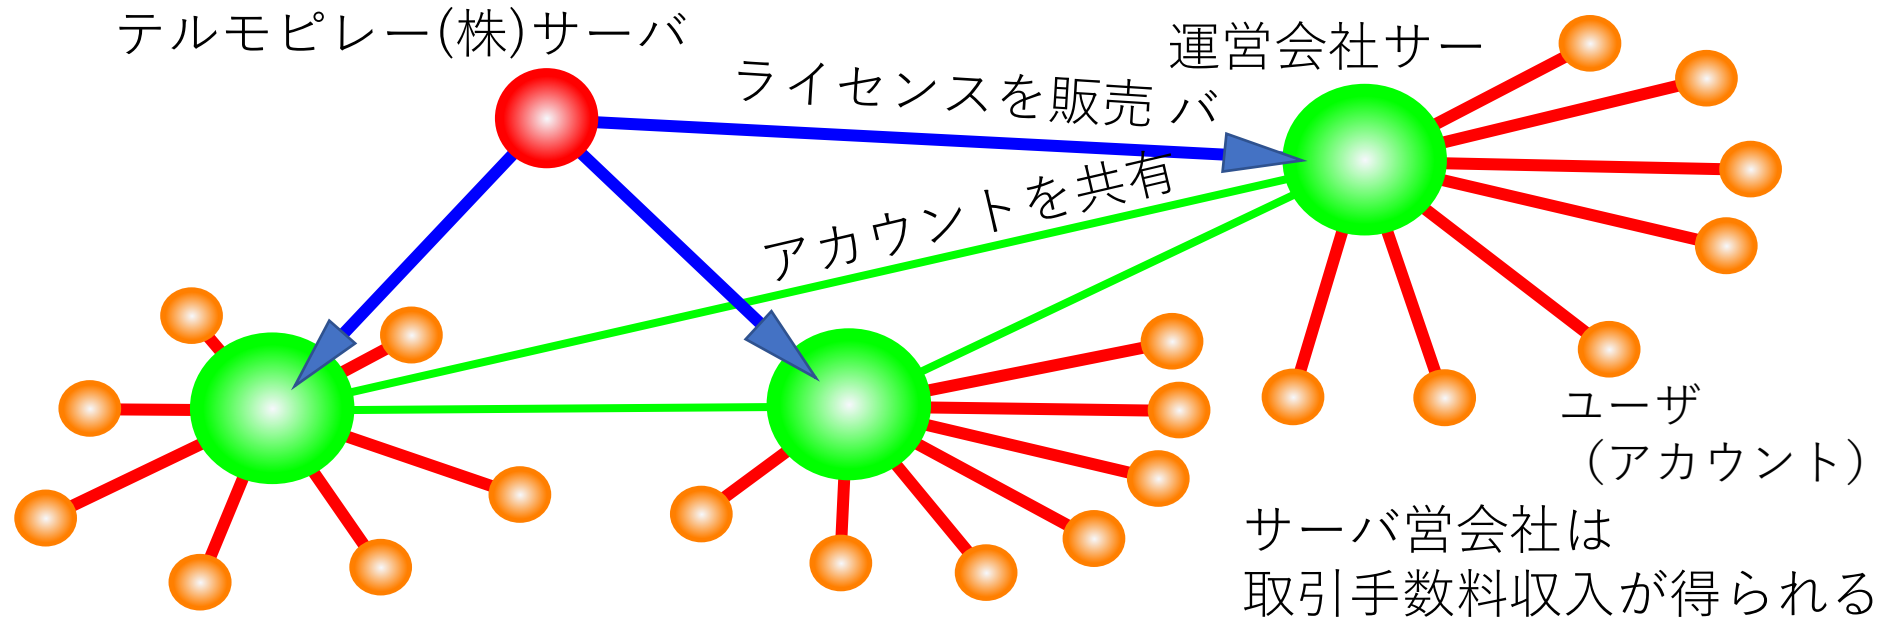 テルモピレー(株)サーバ
運営会社サー
バ
ライセンスを販売
アカウントを共有
ユーザ
（アカウント）
サーバ営会社は
取引手数料収入が得られる